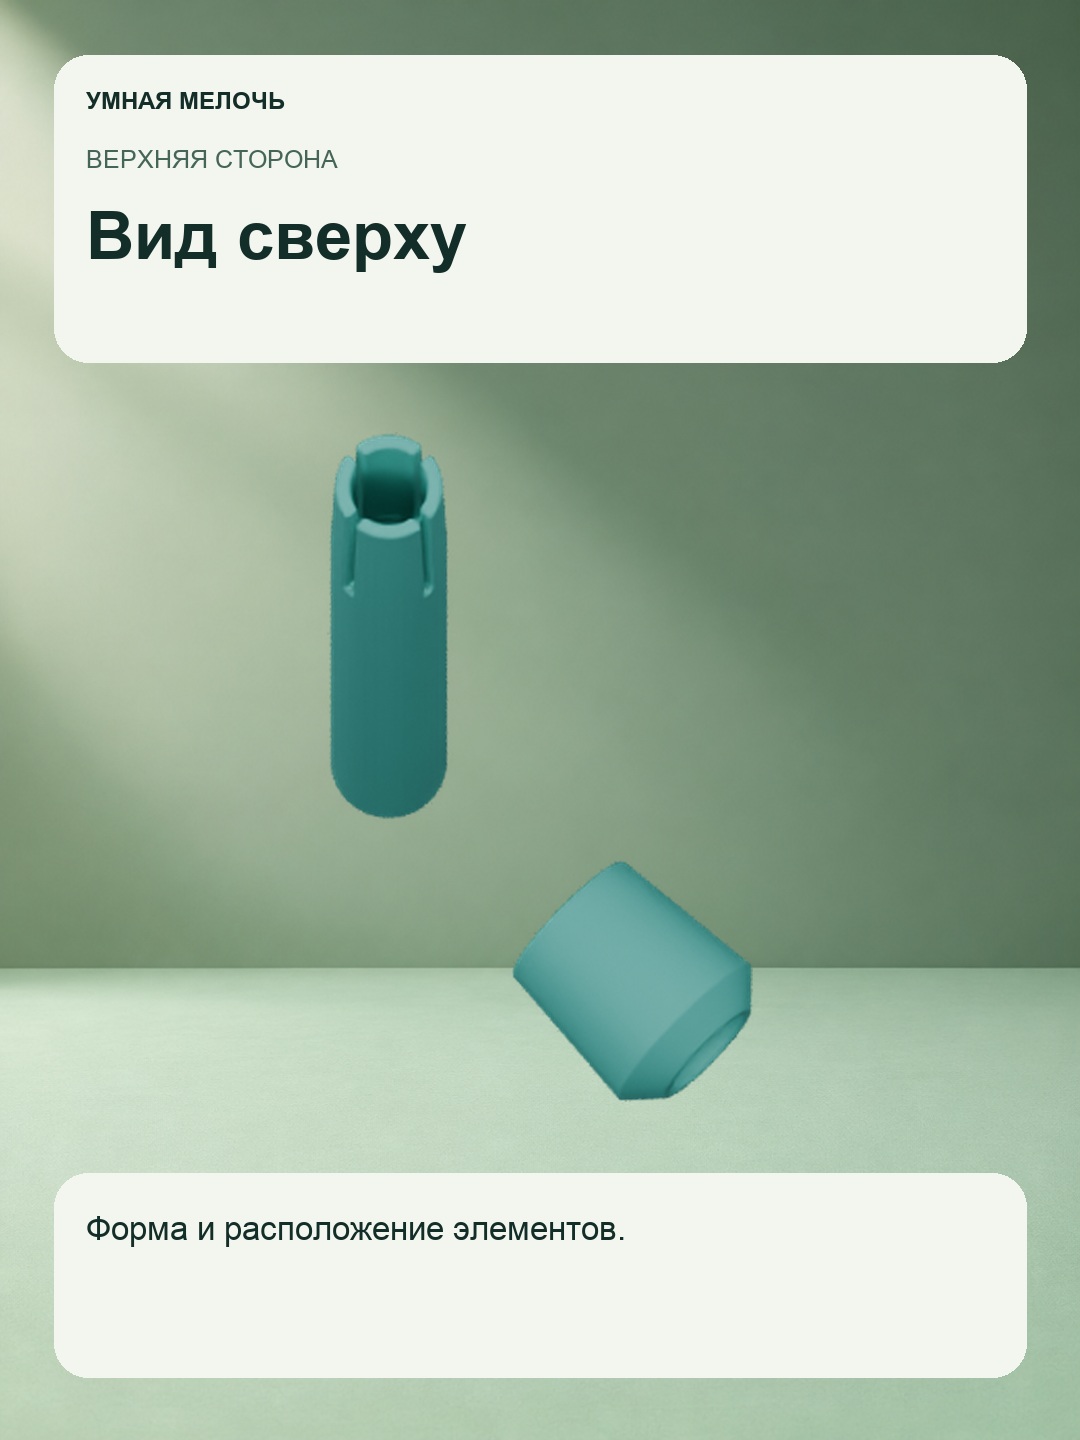 УМНАЯ МЕЛОЧЬ
ВЕРХНЯЯ СТОРОНА
Вид сверху
Форма и расположение элементов.